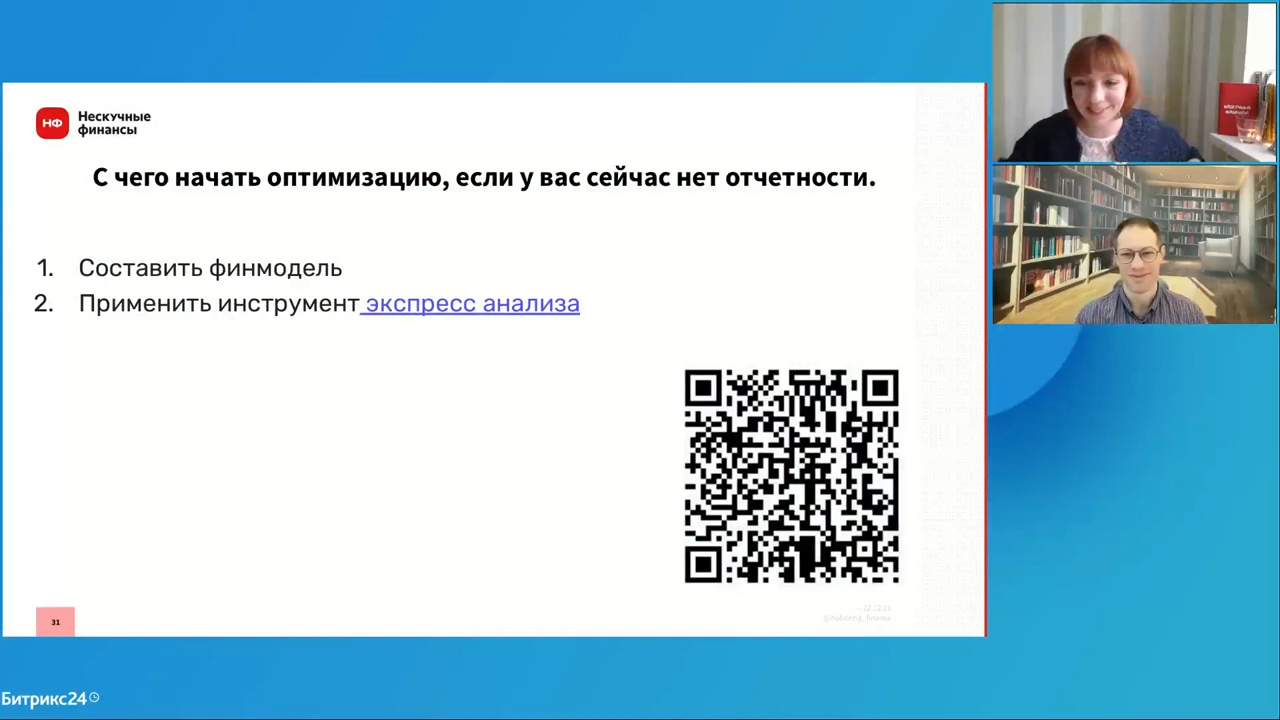 НФ
Нескучные
финансы
С чего начать оптимизацию, если у вас сейчас нет отчетности.
1. Составить финмодель
2. Применить инструмент экспресс анализа
31
Битрикс24